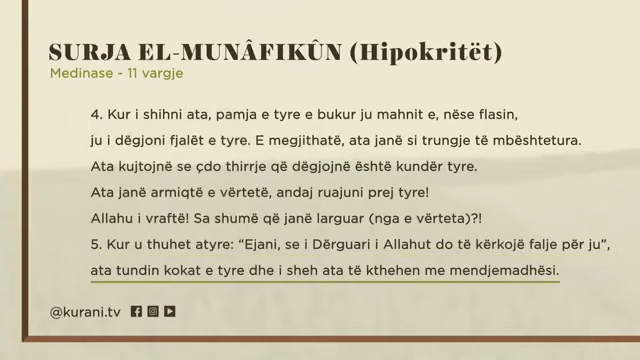 SURJA EL-MUNÂFIKÛN (Hipokritët)
Medinase - 11 vargje
4. Kur i shihni ata, pamja e tyre e bukur ju mahnit e, nëse flasin,
ju i dëgjoni fjalët e tyre. E megjithatë, ata janë si trungje të mbështetura.
Ata kujtojnë se çdo thirrje që dëgjojnë është kundër tyre.
Ata janë armiqtë e vërtetë, andaj ruajuni prej tyre!
Allahu i vraftë! Sa shumë që janë larguar (nga e vërteta)?!
5. Kur u thuhet atyre: “Ejani, se i Dërguari i Allahut do të kërkojë falje për ju”,
ata tundin kokat e tyre dhe i sheh ata të kthehen me mendjemadhësi.
@kurani.tv